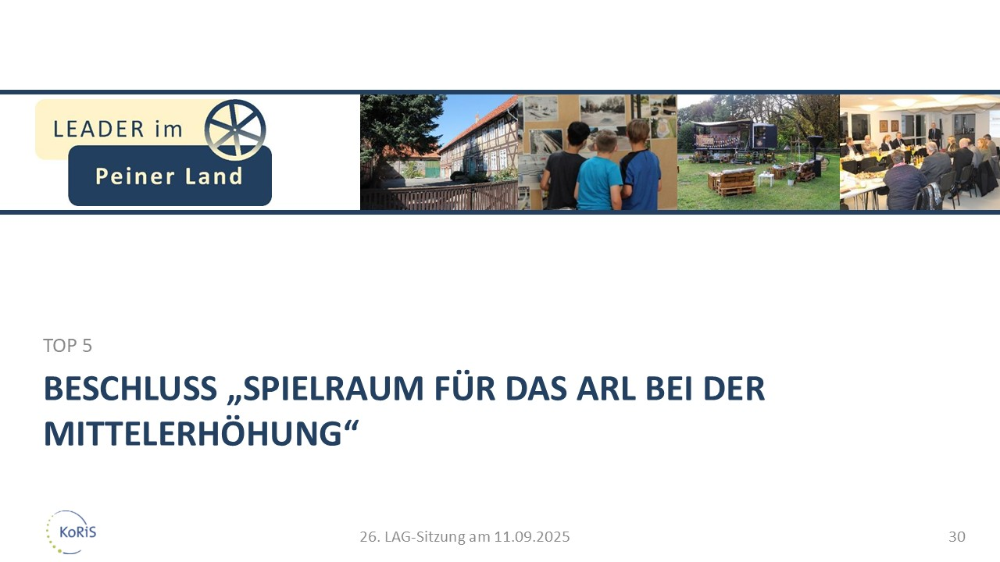 LEADER im
Peiner Land
TOP 5
BESCHLUSS „SPIELRAUM FÜR DAS ARL BEI DER
MITTELERHÖHUNG“
KoRiS
26. LAG-Sitzung am 11.09.2025
30